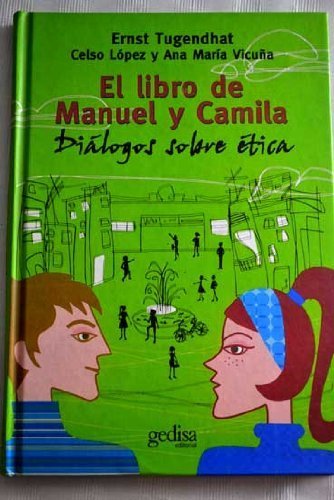 Ernst Tugendhat
Celso López y Ana María Vicuña
El libro de
Manuel y Camila
Diálogos sobre ética
gedisa
editorial